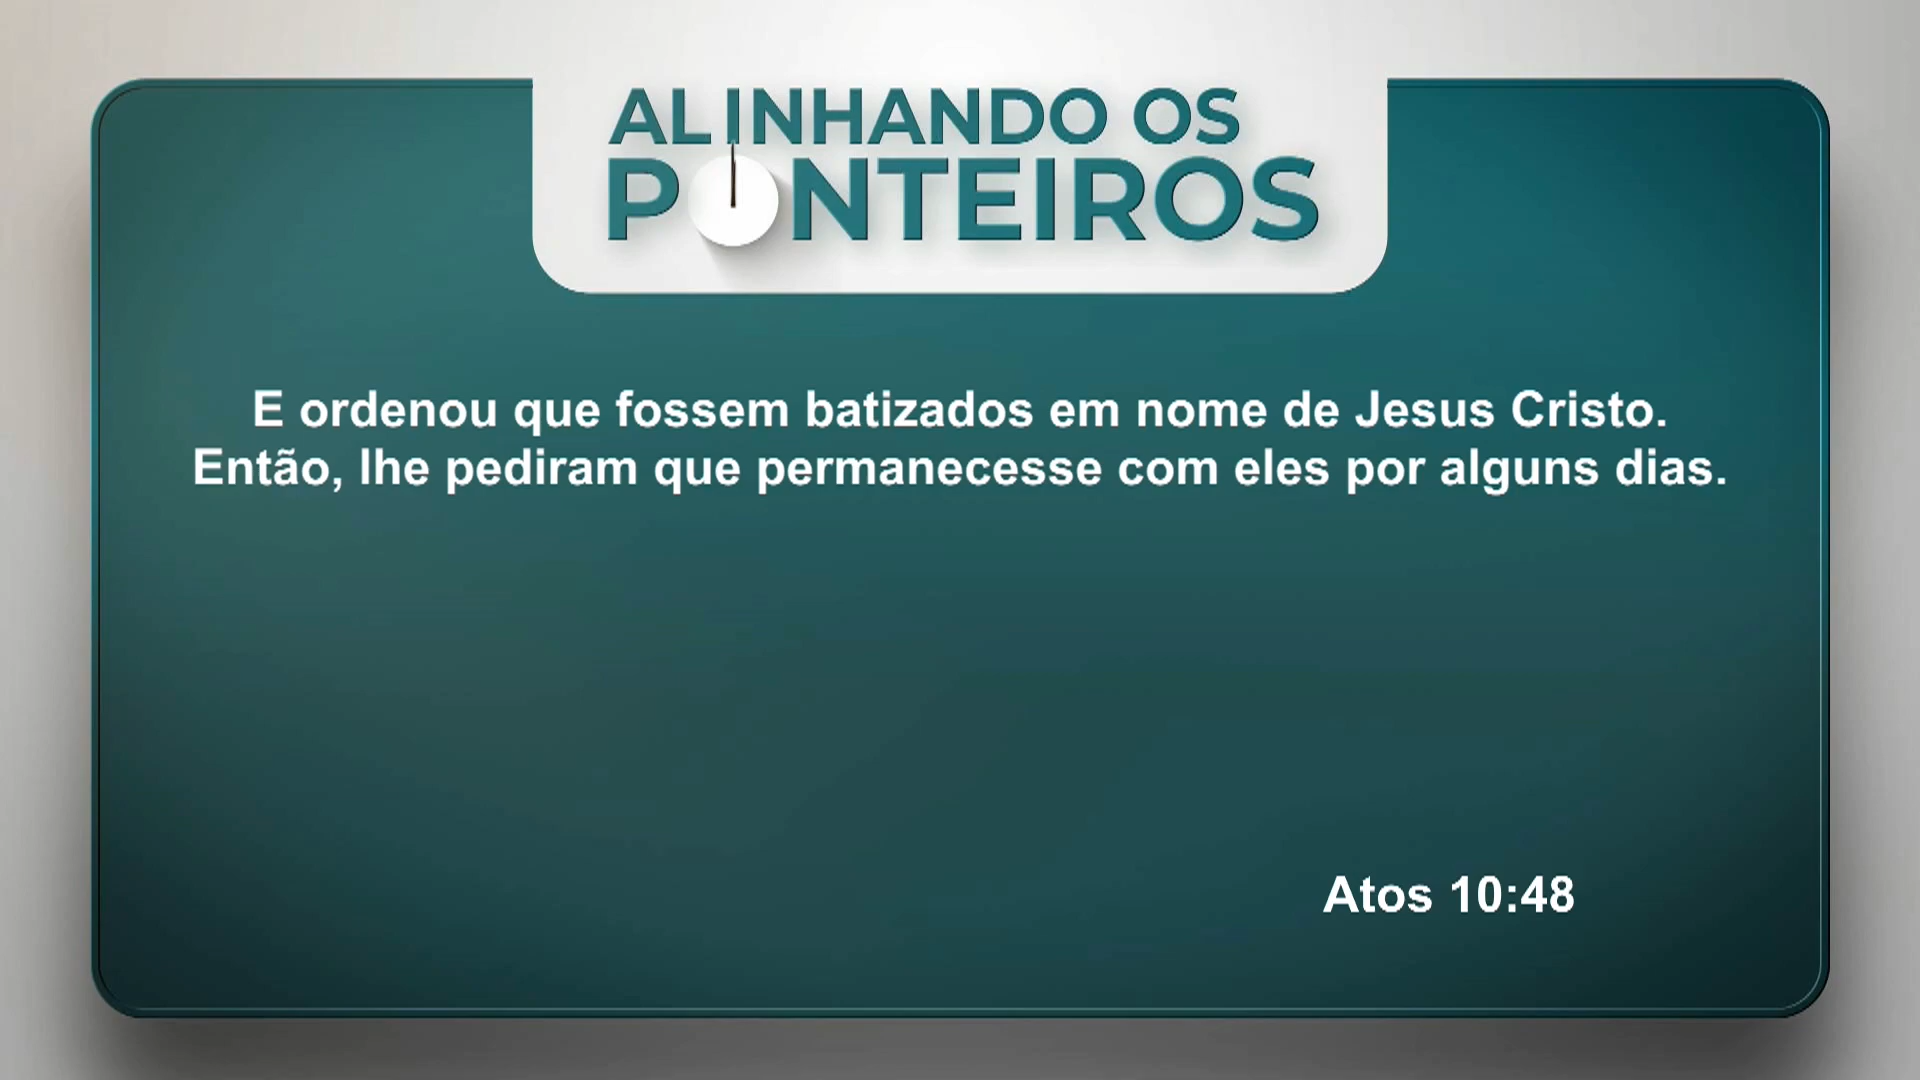 ALINHANDO OS
PONTEIROS
E ordenou que fossem batizados em nome de Jesus Cristo.
Então, lhe pediram que permanecesse com eles por alguns dias.
Atos 10:48